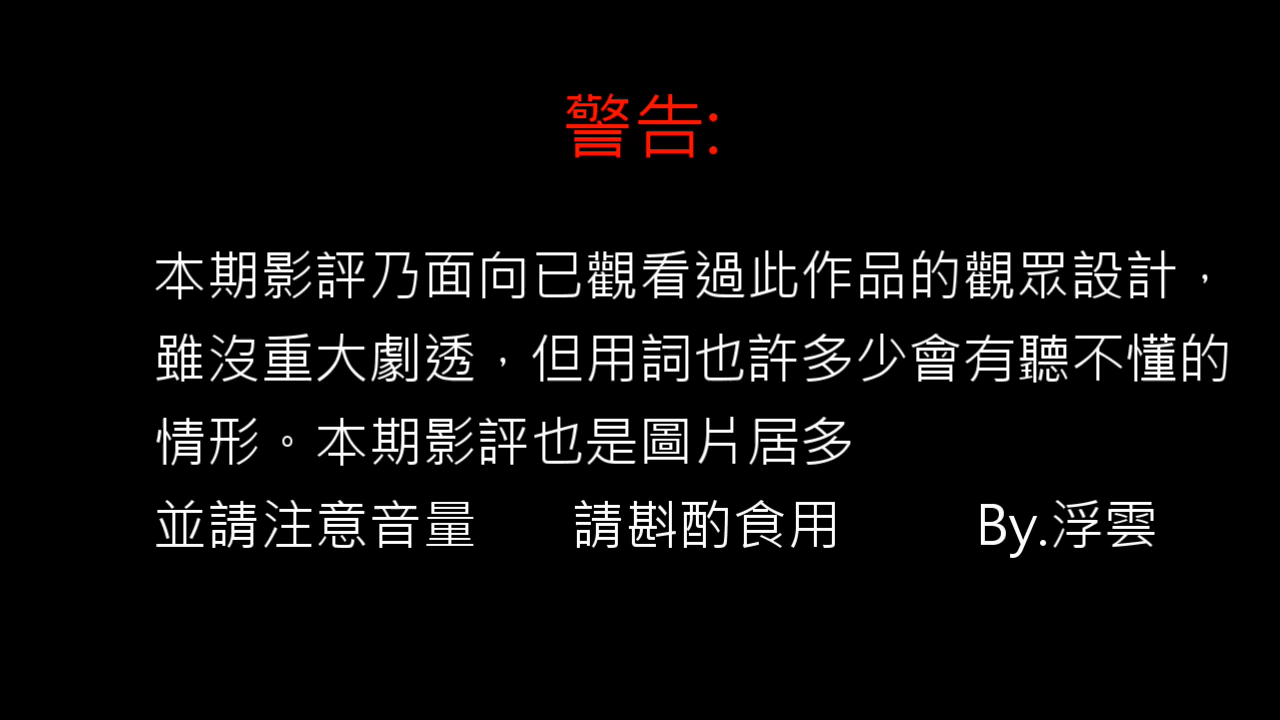 警告:
本期影評乃面向已觀看過此作品的觀眾設計，
雖沒重大劇透，但用詞也許多少會有聽不懂的
情形。本期影評也是圖片居多
並請注意音量 請斟酌食用 By.浮雲